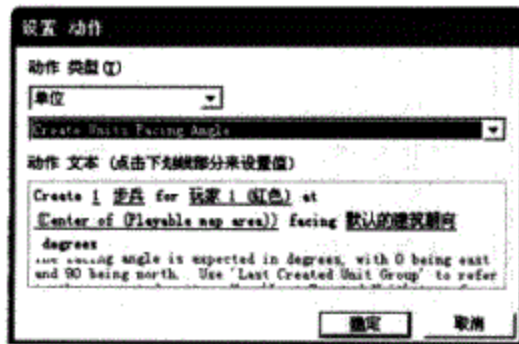 设置 动作
动作 类型(T)
单位
Create Units Facing Angle
动作 文本 (点击下划线部分来设置值)
Create 1 步兵 for 玩家 1 (红色) at
(Center of (Playable map area)) facing 默认的建筑朝向
degrees
facing angle is expected in degrees, with 0 being east
and 90 being north. Use 'Last Created Unit Group' to refer
确定 取消